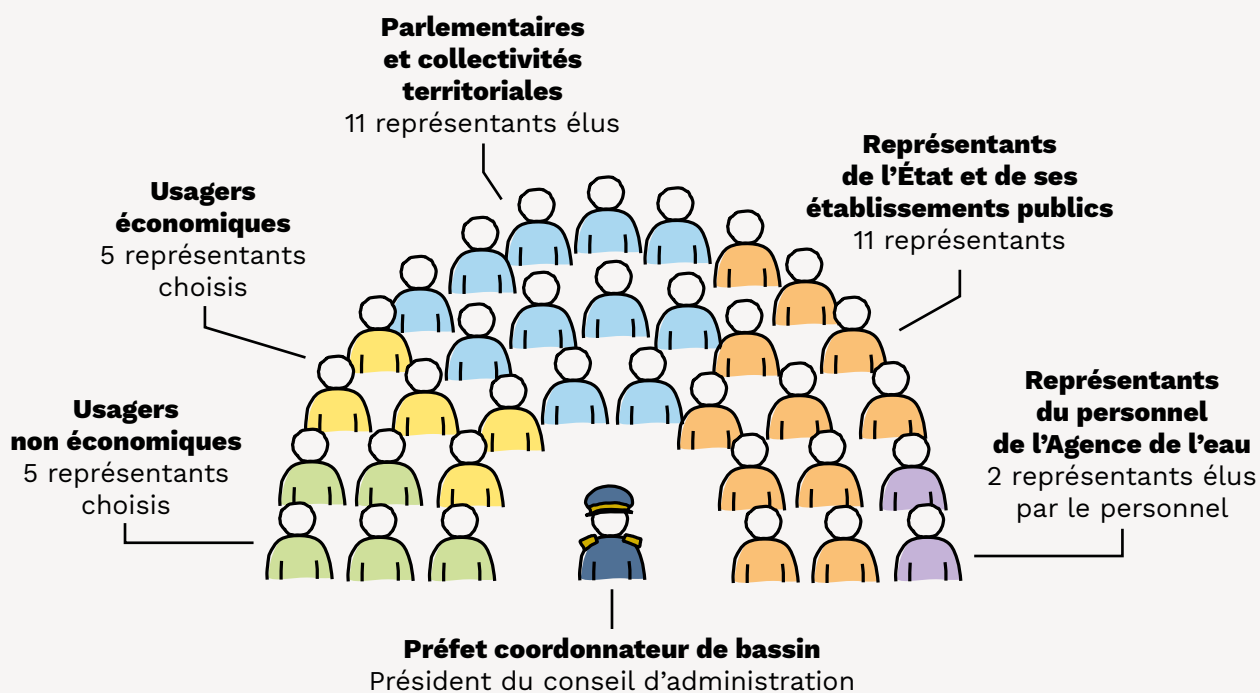 Parlementaires
et collectivités
territoriales
11 représentants élus
Représentants
de l’État et de ses
établissements publics
11 représentants
Usagers
économiques
5 représentants
choisis
Représentants
du personnel
de l’Agence de l’eau
2 représentants élus
par le personnel
Usagers
non économiques
5 représentants
choisis
Préfet coordonnateur de bassin
Président du conseil d’administration